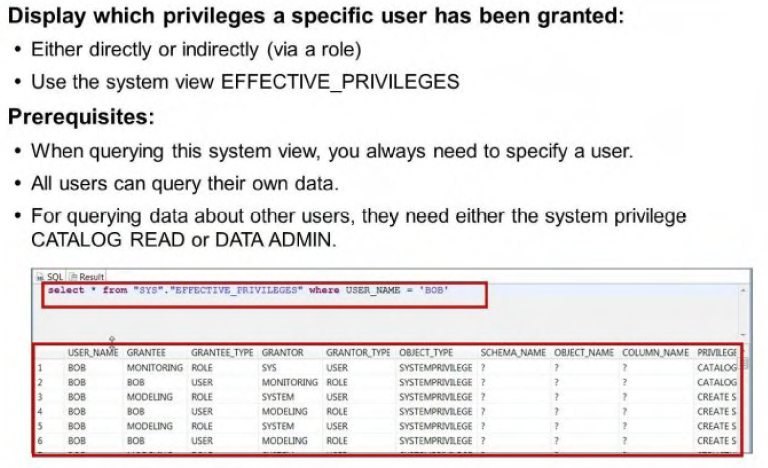 Display which privileges a specific user has been granted:
• Either directly or indirectly (via a role)
• Use the system view EFFECTIVE_PRIVILEGES
Prerequisites:
• When querying this system view, you always need to specify a user.
• All users can query their own data.
• For querying data about other users, they need either the system privilege
CATALOG READ or DATA ADMIN.
SQL Result
select * from "SYS"."EFFECTIVE_PRIVILEGES" where USER_NAME = 'BOB'
USER_NAME GRANTEE GRANTEE_TYPE GRANTOR GRANTOR_TYPE OBJECT_TYPE SCHEMA_NAME OBJECT_NAME COLUMN_NAME PRIVILEGE
1 BOB MONITORING ROLE SYS USER SYSTEMPRIVILEGE ? ? ? CATALOG
2 BOB BOB USER MONITORING ROLE SYSTEMPRIVILEGE ? ? ? CATALOG
3 BOB MODELING ROLE SYSTEM USER SYSTEMPRIVILEGE ? ? ? CREATE S
4 BOB BOB USER MODELING ROLE SYSTEMPRIVILEGE ? ? ? CREATE S
5 BOB MODELING ROLE SYSTEM USER SYSTEMPRIVILEGE ? ? ? CREATE S
6 BOB BOB USER MODELING ROLE SYSTEMPRIVILEGE ? ? ? CREATE S